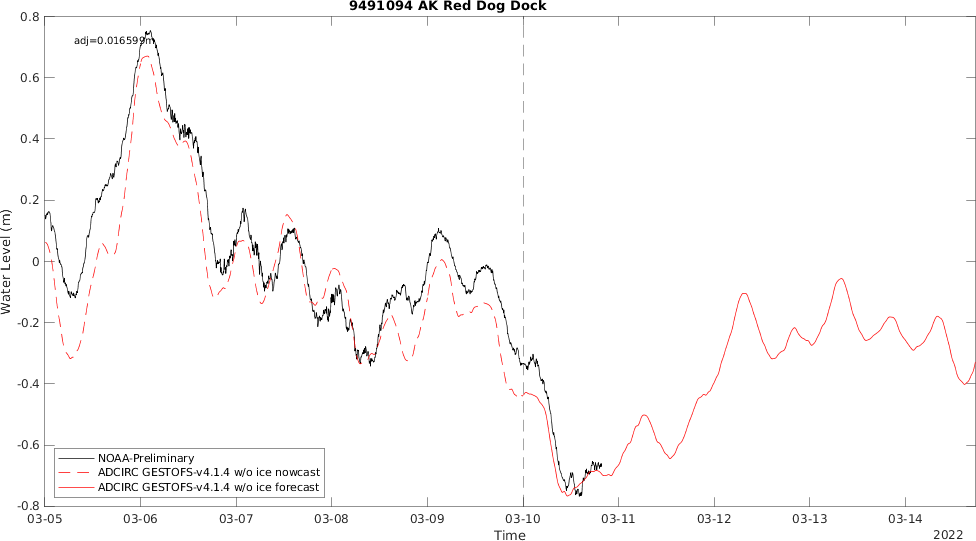 9491094 AK Red Dog Dock
adj=0.016599m
0.8
0.6
0.4
0.2
0
-0.2
-0.4
-0.6
-0.8
Water Level (m)
NOAA-Preliminary
ADCIRC GESTOFS-v4.1.4 w/o ice nowcast
ADCIRC GESTOFS-v4.1.4 w/o ice forecast
03-05 03-06 03-07 03-08 03-09 03-10 03-11 03-12 03-13 03-14
Time
2022